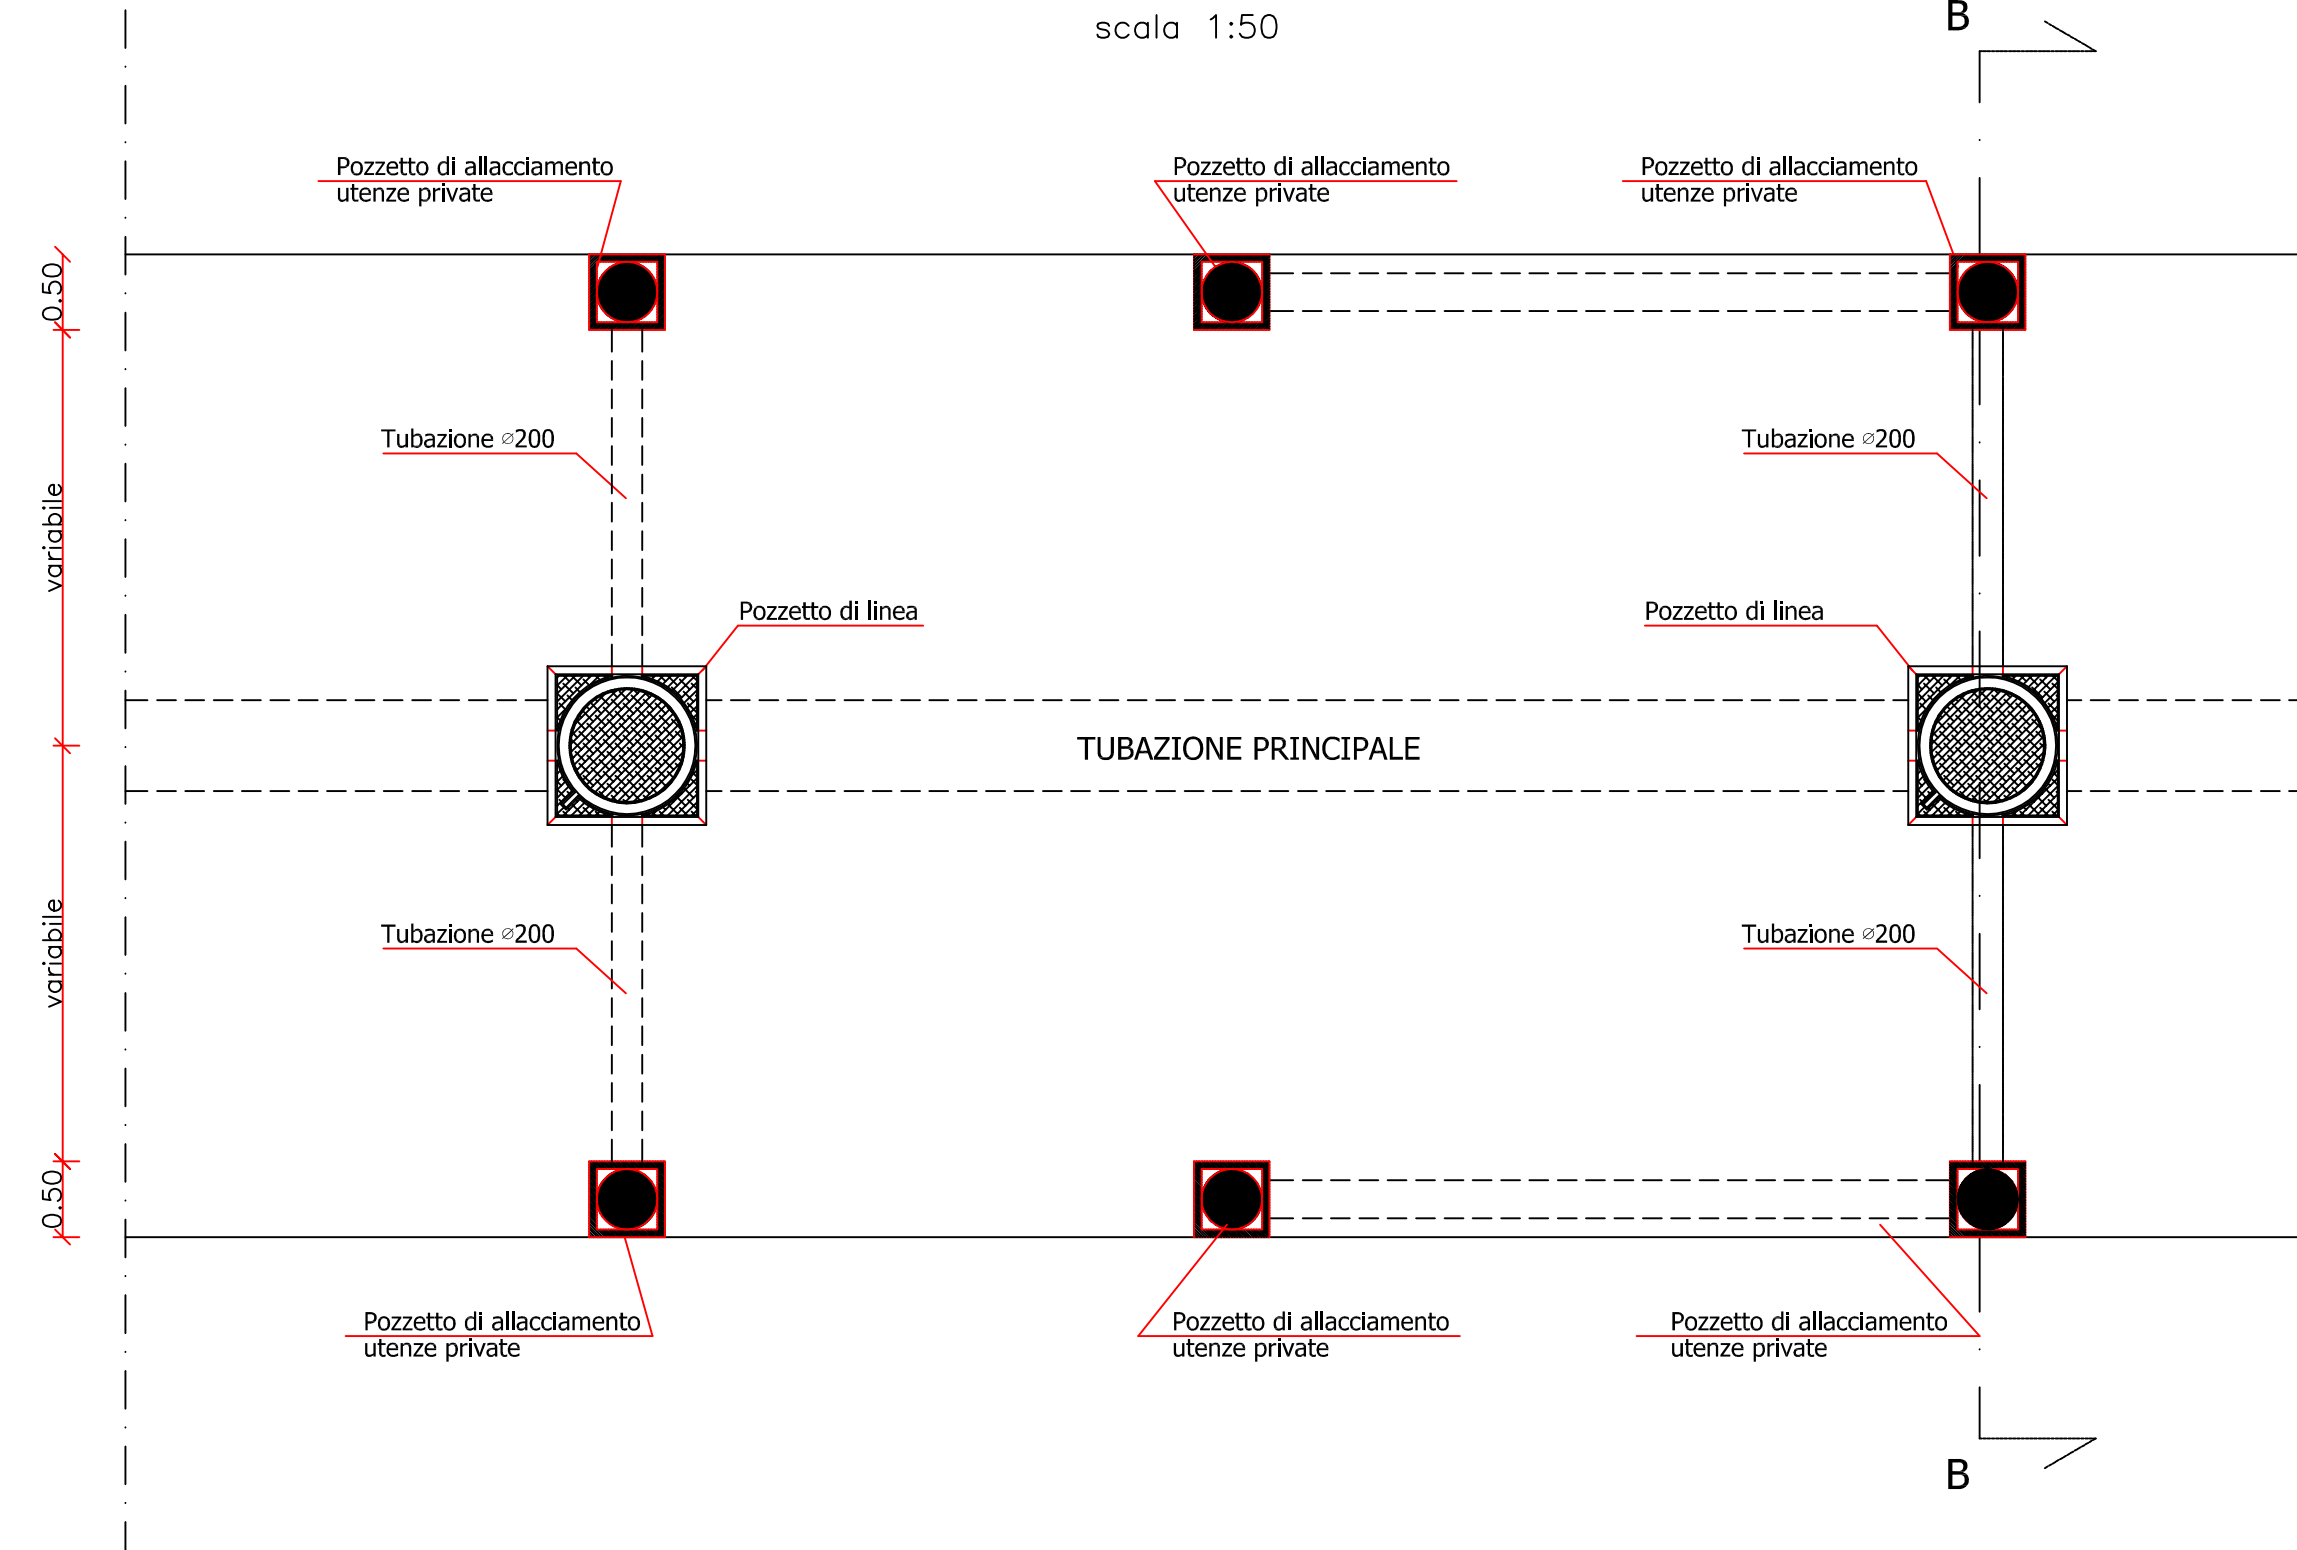 scala 1:50
B
Pozzetto di allacciamento
utenze private
Pozzetto di allacciamento
utenze private
Pozzetto di allacciamento
utenze private
0.50
variabile
Tubazione ⌀200
Tubazione ⌀200
Pozzetto di linea
Pozzetto di linea
TUBAZIONE PRINCIPALE
variabile
Tubazione ⌀200
Tubazione ⌀200
0.50
Pozzetto di allacciamento
utenze private
Pozzetto di allacciamento
utenze private
Pozzetto di allacciamento
utenze private
B